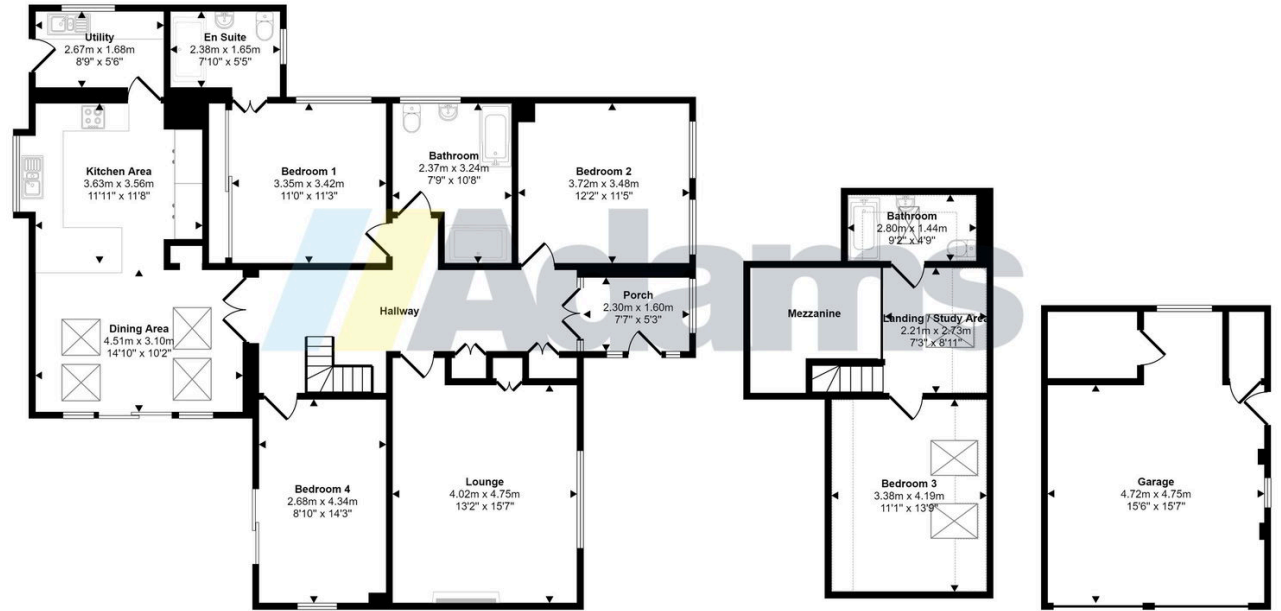 Utility
2.67m x 1.68m
8'9" x 5'6"
En Suite
2.38m x 1.65m
7'10" x 5'5"
Kitchen Area
3.63m x 3.56m
11'11" x 11'8"
Bedroom 1
3.35m x 3.42m
11'0" x 11'3"
Bathroom
2.37m x 3.24m
7'9" x 10'8"
Bedroom 2
3.72m x 3.48m
12'2" x 11'5"
Adams
Hallway
Porch
2.30m x 1.60m
7'7" x 5'3"
Dining Area
4.51m x 3.10m
14'10" x 10'2"
Bedroom 4
2.68m x 4.34m
8'10" x 14'3"
Lounge
4.02m x 4.75m
13'2" x 15'7"
Bathroom
2.80m x 1.44m
9'2" x 4'9"
Mezzanine
Landing / Study Area
2.21m x 2.73m
7'3" x 8'11"
Bedroom 3
3.38m x 4.19m
11'1" x 13'9"
Garage
4.72m x 4.75m
15'6" x 15'7"